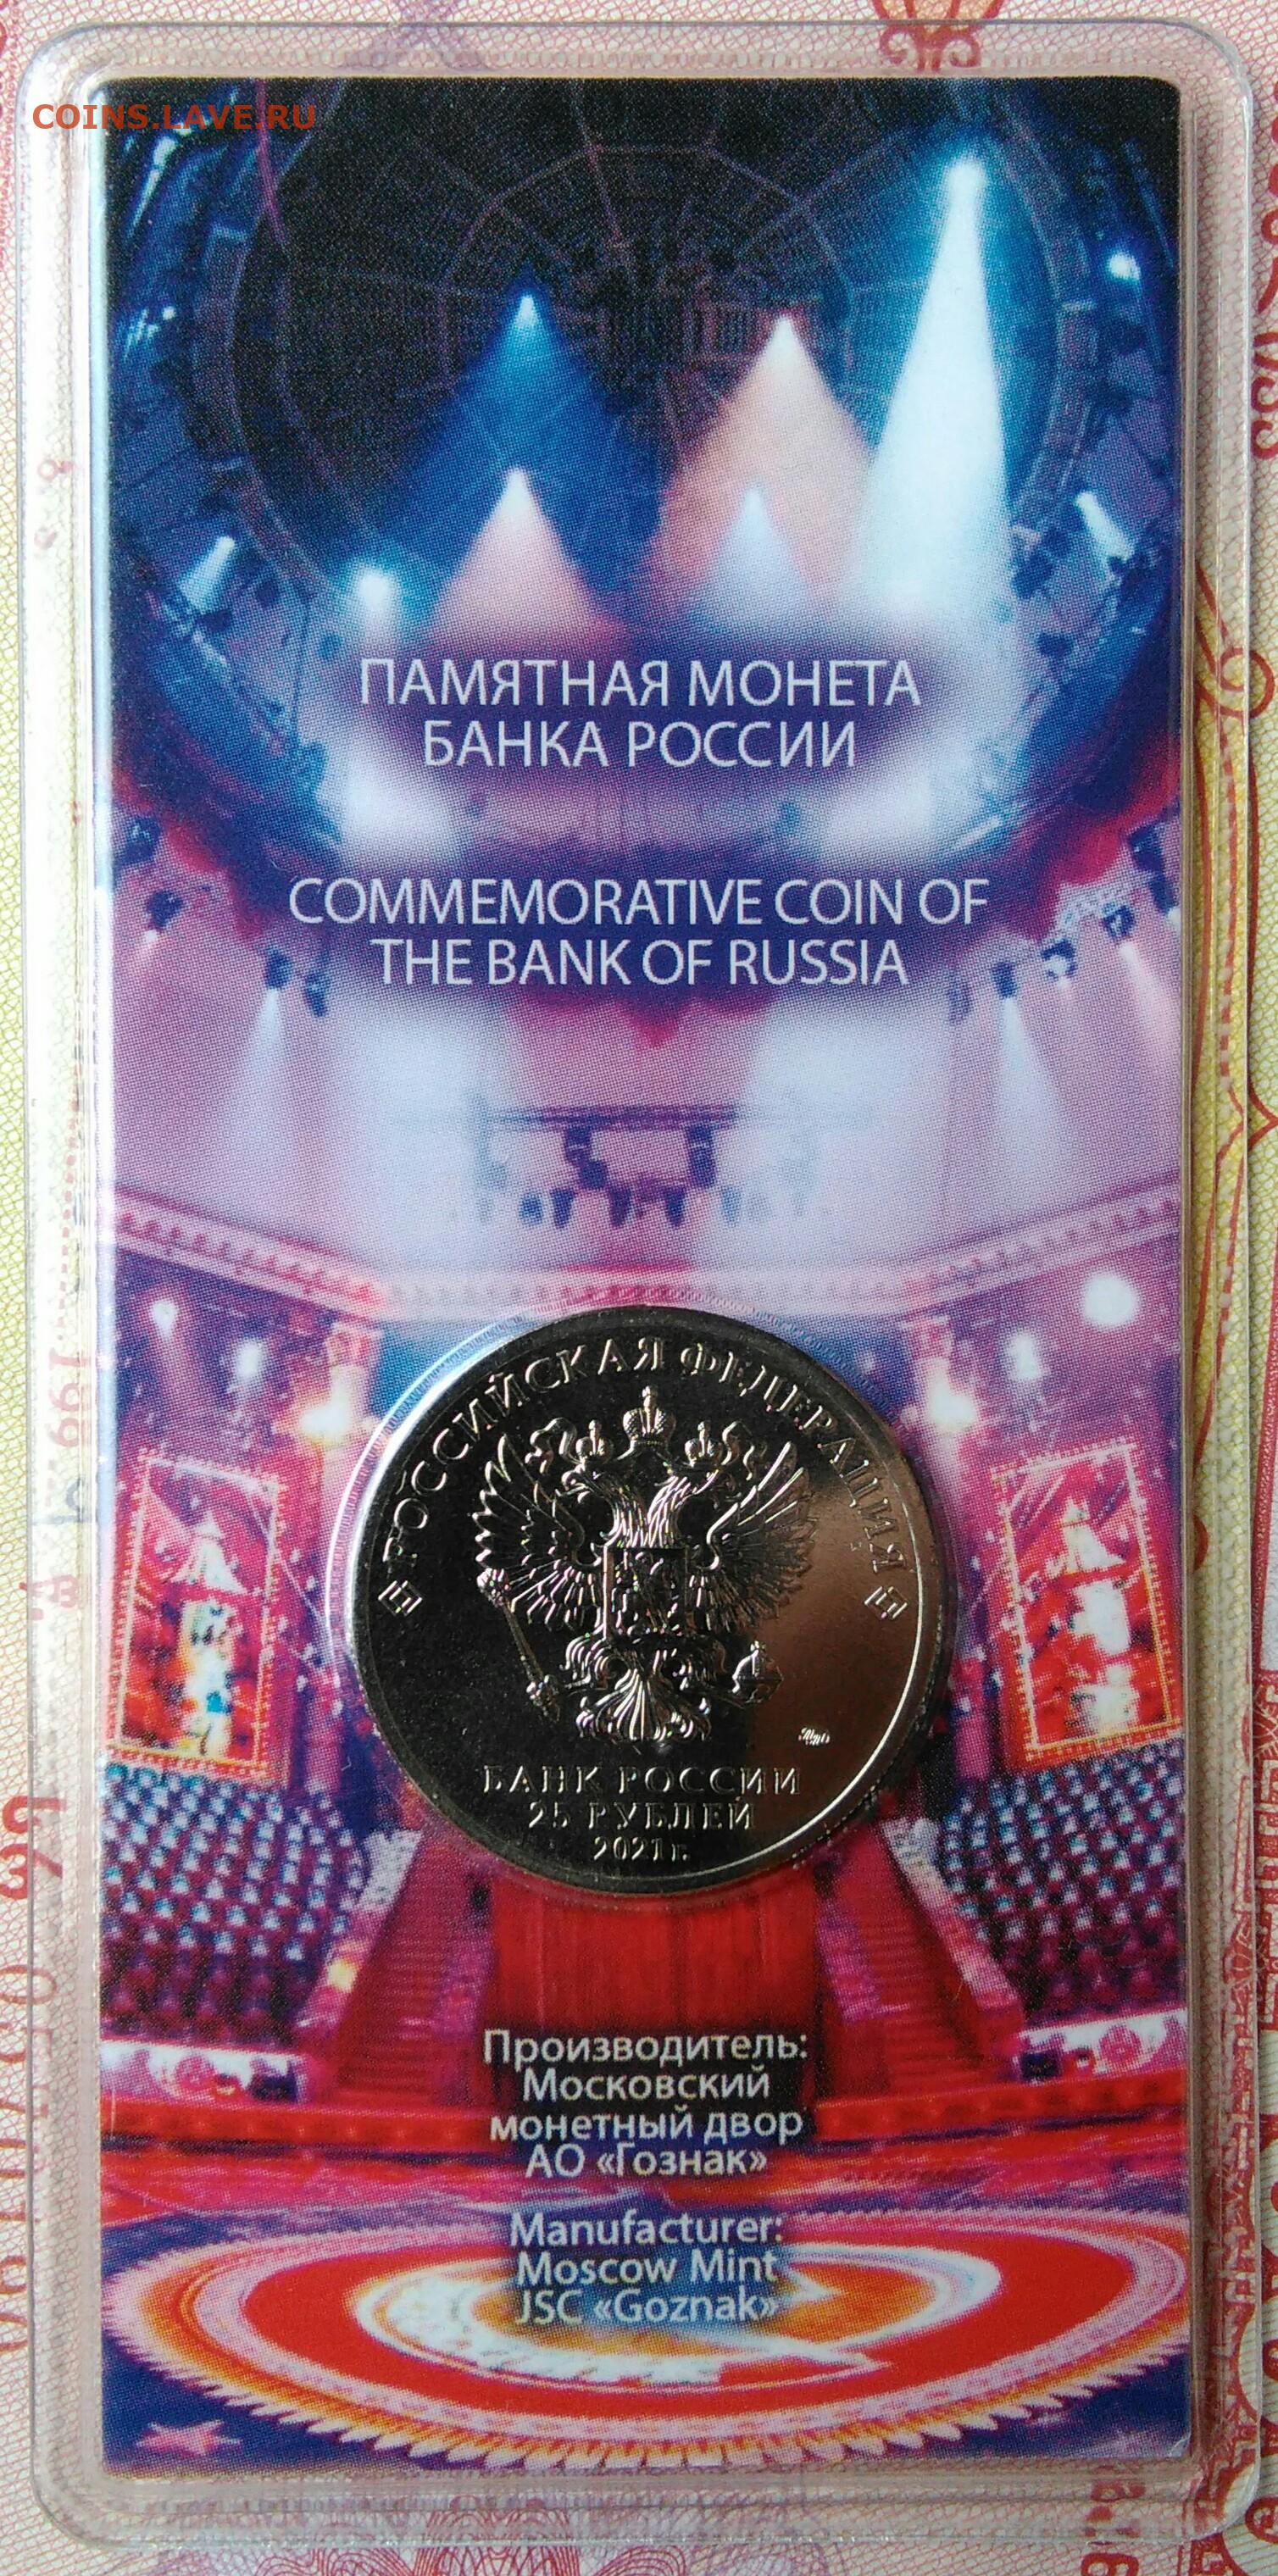 COINS.LAVE.RU
ПАМЯТНАЯ МОНЕТА
БАНКА РОССИИ
COMMEMORATIVE COIN OF
THE BANK OF RUSSIA
РОССИЙСКАЯ ФЕДЕРАЦИЯ
БАНК РОССИИ
25 РУБЛЕЙ
2021 г.
Производитель:
Московский
монетный двор
АО «Гознак»
Manufacturer:
Moscow Mint
JSC «Goznak»